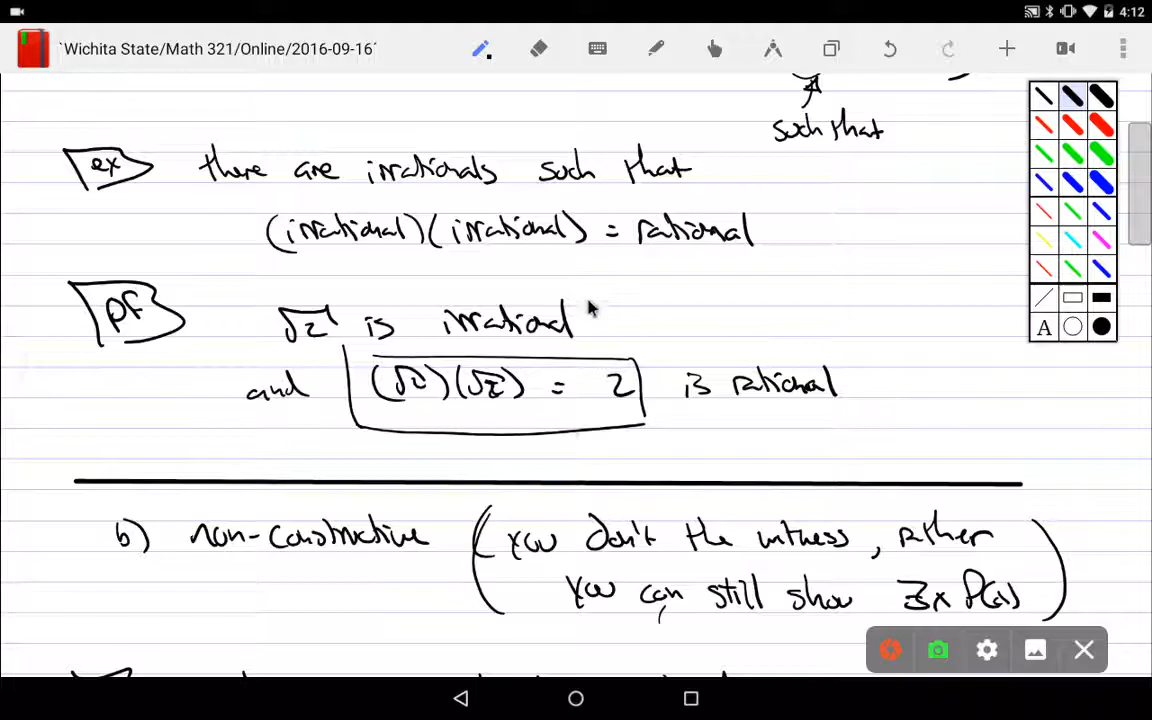 4:12
`Wichita State/Math 321/Online/2016-09-16`
such that
ex there are irrationals such that
(irrational)(irrational) = rational
pf √2 is irrational
and (√2)(√2) = 2 is rational
A
b) non-constructive (you don't the witness, rather
you can still show ∃x P(x))